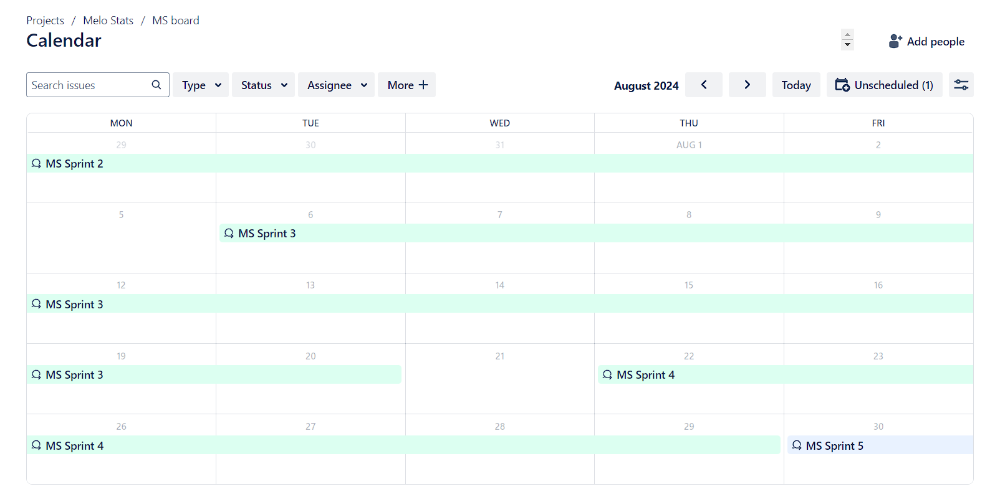 Projects / Melo Stats / MS board
Calendar
Add people
Search issues
Type
Status
Assignee
More
August 2024
Today
Unscheduled (1)
MON TUE WED THU FRI
29 30 31 AUG 1 2
MS Sprint 2
5 6 7 8 9
MS Sprint 3
12 13 14 15 16
MS Sprint 3
19 20 21 22 23
MS Sprint 3 MS Sprint 4
26 27 28 29 30
MS Sprint 4 MS Sprint 5